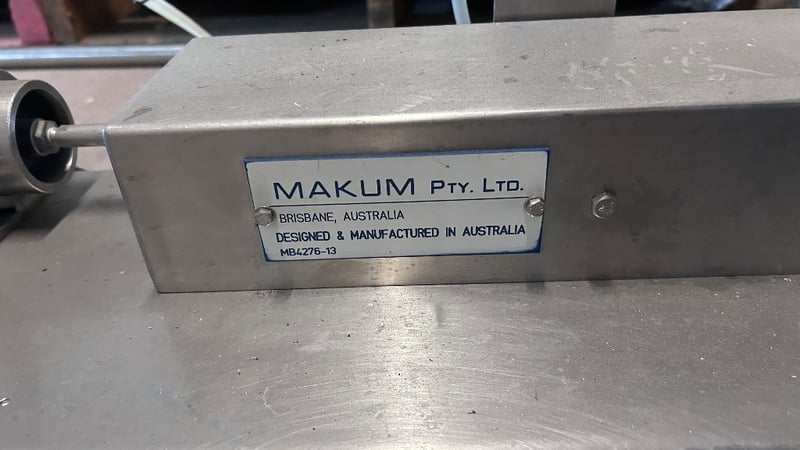 MAKUM PTY. LTD.
BRISBANE, AUSTRALIA
DESIGNED & MANUFACTURED IN AUSTRALIA
MB4276-13